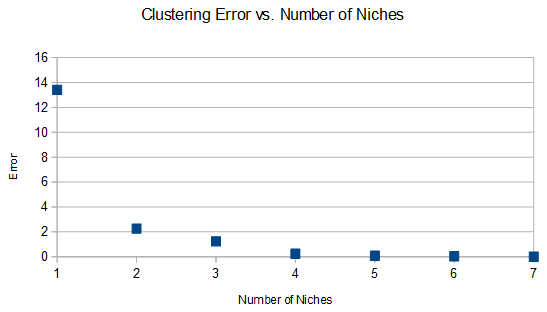 Clustering Error vs. Number of Niches
16
14
12
10
8
6
4
2
0
Error
1 2 3 4 5 6 7
Number of Niches